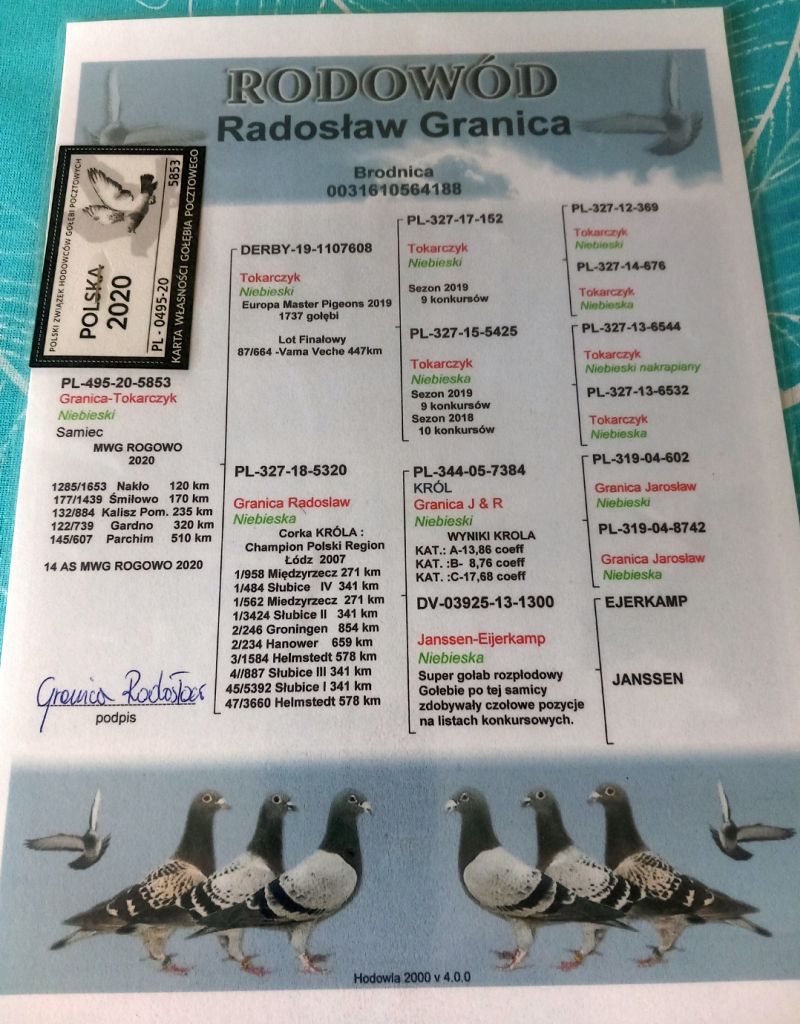 RODOWÓD
Radosław Granica
Brodnica
0031610564188
POLSKI ZWIĄZEK HODOWCÓW GOŁĘBI POCZTOWYCH
POLSKA
2020
PL - 0495-20
5853
KARTA WŁASNOŚCI GOŁĘBIA POCZTOWEGO
PL-495-20-5853
Granica-Tokarczyk
Niebieski
Samiec
MWG ROGOWO
2020
1285/1653 Nakło 120 km
177/1439 Śmiłowo 170 km
132/884 Kalisz Pom. 235 km
122/739 Gardno 320 km
145/607 Parchim 510 km
14 AS MWG ROGOWO 2020
Granica Radosław
podpis
DERBY-19-1107608
Tokarczyk
Niebieski
Europa Master Pigeons 2019
1737 gołębi
Lot Finałowy
87/664 -Vama Veche 447km
PL-327-18-5320
Granica Radoslaw
Niebieska
Corka KRÓLA :
Champion Polski Region
Łódz 2007
1/958 Międzyrzecz 271 km
1/484 Słubice IV 341 km
1/562 Miedzyrzecz 271 km
1/3424 Słubice II 341 km
2/246 Groningen 854 km
2/234 Hanower 659 km
3/1584 Helmstedt 578 km
4//887 Słubice III 341 km
45/5392 Słubice I 341 km
47/3660 Helmstedt 578 km
PL-327-17-152
Tokarczyk
Niebieski
Sezon 2019
9 konkursów
PL-327-15-5425
Tokarczyk
Niebieska
Sezon 2019
9 konkursów
Sezon 2018
10 konkursów
PL-344-05-7384
KRÓL
Granica J & R
Niebieski
WYNIKI KROLA
KAT.: A-13,86 coeff
KAT. :B- 8,76 coeff
KAT. :C-17,68 coeff
DV-03925-13-1300
Janssen-Eijerkamp
Niebieska
Super gołab rozpłodowy
Gołebie po tej samicy
zdobywały czołowe pozycje
na listach konkursowych.
PL-327-12-369
Tokarczyk
Niebieski
PL-327-14-676
Tokarczyk
Niebieska
PL-327-13-6544
Tokarczyk
Niebieski nakrapiany
PL-327-13-6532
Tokarczyk
Niebieska
PL-319-04-602
Granica Jarosław
Niebieski
PL-319-04-8742
Granica Jarosław
Niebieska
EJERKAMP
JANSSEN
Hodowla 2000 v 4.0.0